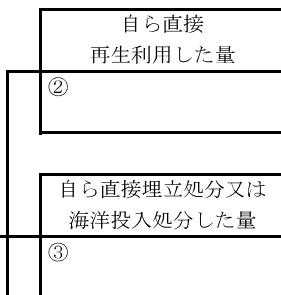 自ら直接
再生利用した量
②
自ら直接埋立処分又は
海洋投入処分した量
③